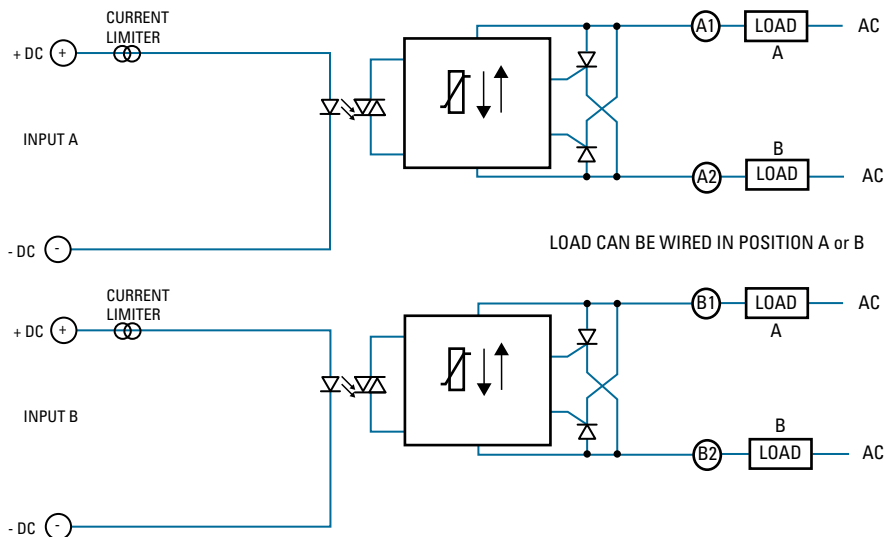 CURRENT
LIMITER
+ DC +
INPUT A
- DC -
A1 LOAD AC
A
B
A2 LOAD AC
LOAD CAN BE WIRED IN POSITION A or B
CURRENT
LIMITER
+ DC +
INPUT B
- DC -
B1 LOAD AC
A
B
B2 LOAD AC